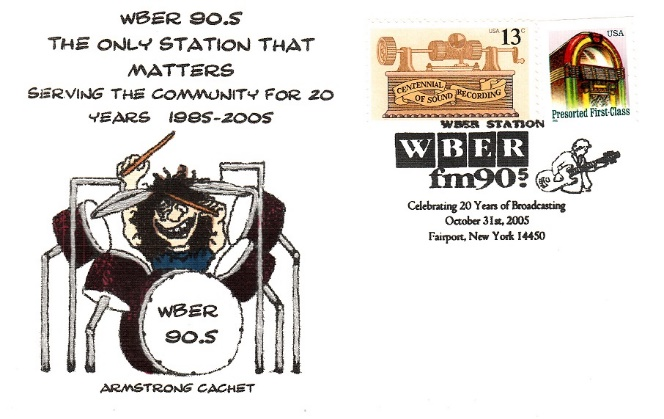 WBER 90.5
THE ONLY STATION THAT
MATTERS
SERVING THE COMMUNITY FOR 20
YEARS 1985-2005
WBER
90.5
ARMSTRONG CACHET
USA 13c
CENTENNIAL
OF SOUND RECORDING
USA
Presorted First-Class
WBER STATION
WBER
fm90.5
Celebrating 20 Years of Broadcasting
October 31st, 2005
Fairport, New York 14450